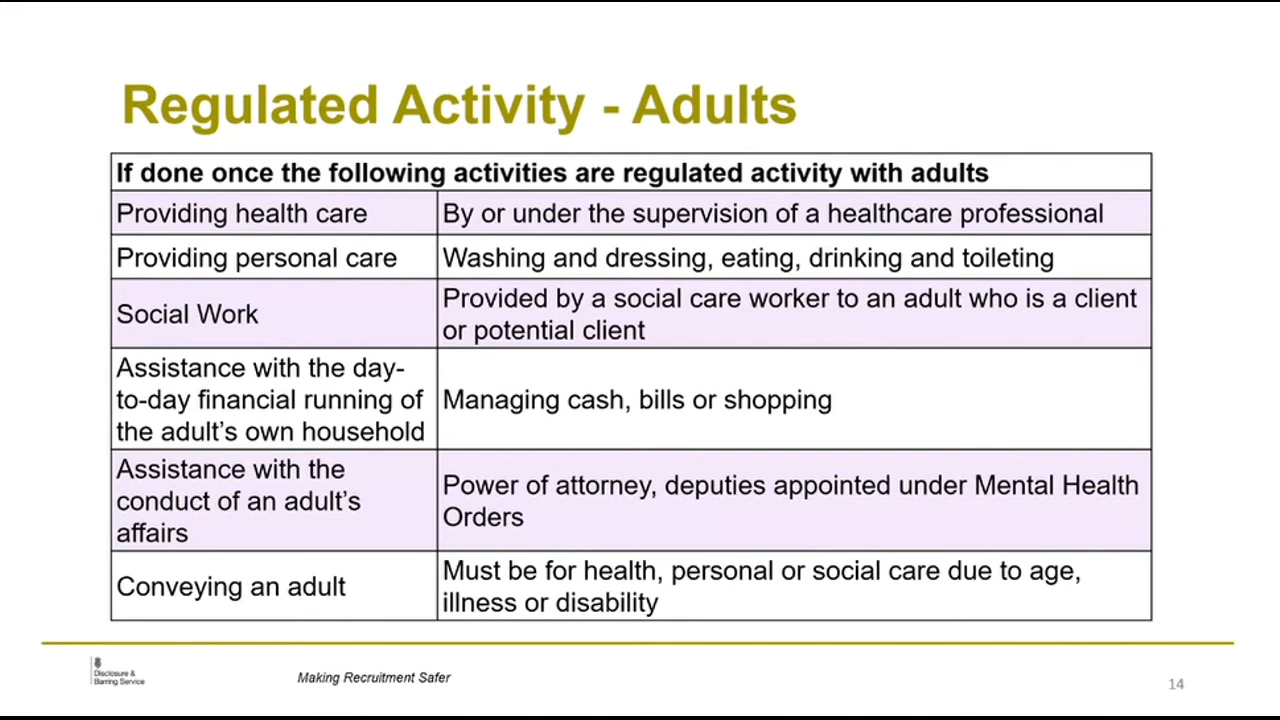 Regulated Activity - Adults
If done once the following activities are regulated activity with adults
Providing health care
By or under the supervision of a healthcare professional
Providing personal care
Washing and dressing, eating, drinking and toileting
Social Work
Provided by a social care worker to an adult who is a client
or potential client
Assistance with the day-
to-day financial running of
the adult's own household
Managing cash, bills or shopping
Assistance with the
conduct of an adult's
affairs
Power of attorney, deputies appointed under Mental Health
Orders
Conveying an adult
Must be for health, personal or social care due to age,
illness or disability
Disclosure &
Barring Service
Making Recruitment Safer
14